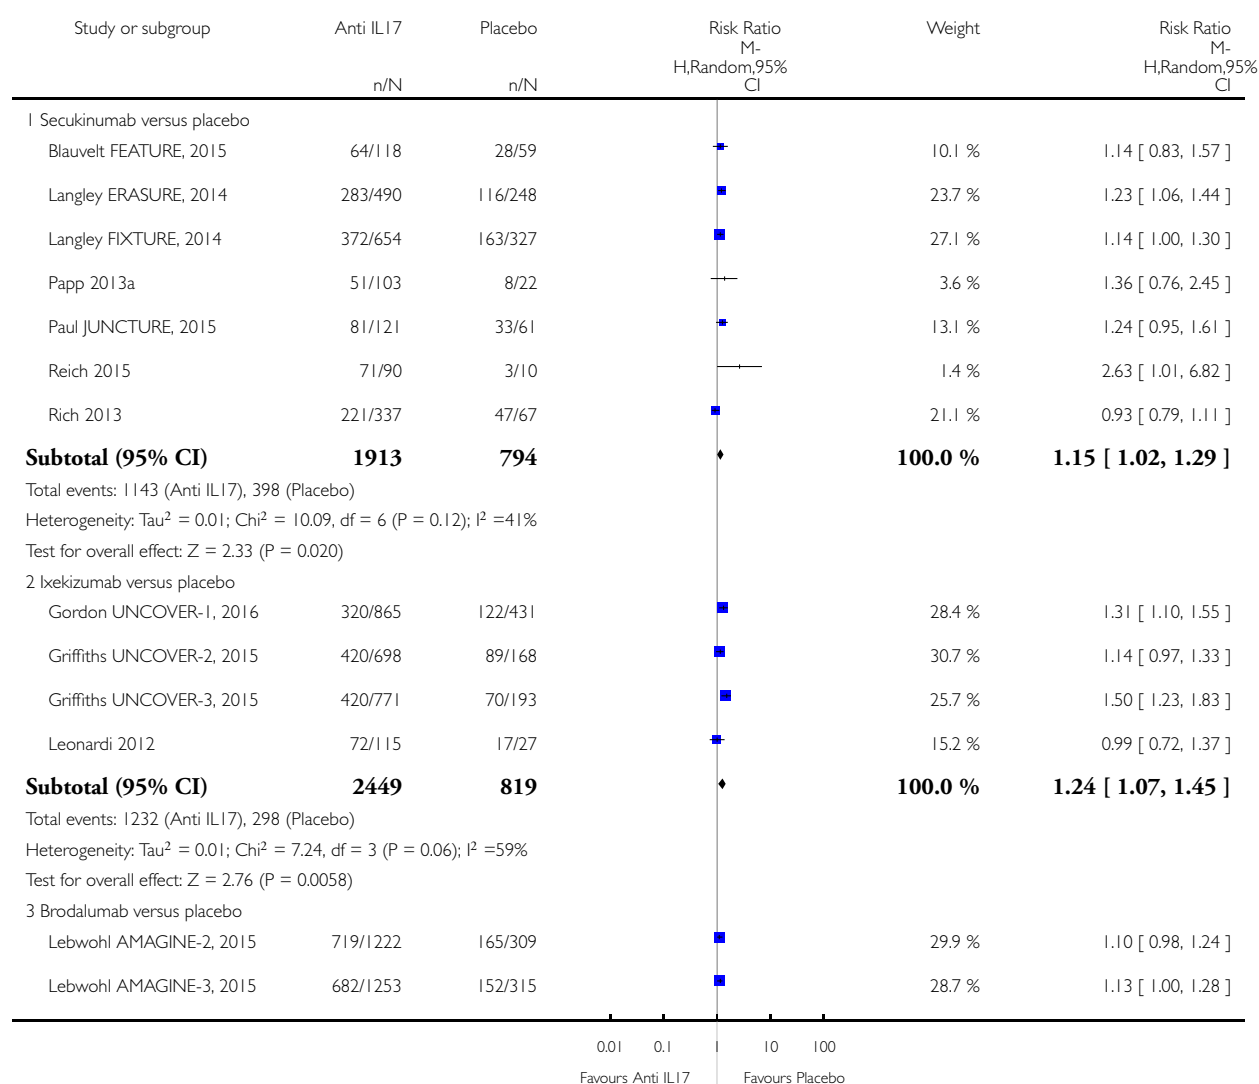 Study or subgroup Anti IL17 Placebo Risk Ratio Weight Risk Ratio
M- M-
H,Random,95% H,Random,95%
n/N n/N CI CI
1 Secukinumab versus placebo
Blauvelt FEATURE, 2015 64/118 28/59 10.1 % 1.14 [ 0.83, 1.57 ]
Langley ERASURE, 2014 283/490 116/248 23.7 % 1.23 [ 1.06, 1.44 ]
Langley FIXTURE, 2014 372/654 163/327 27.1 % 1.14 [ 1.00, 1.30 ]
Papp 2013a 51/103 8/22 3.6 % 1.36 [ 0.76, 2.45 ]
Paul JUNCTURE, 2015 81/121 33/61 13.1 % 1.24 [ 0.95, 1.61 ]
Reich 2015 71/90 3/10 1.4 % 2.63 [ 1.01, 6.82 ]
Rich 2013 221/337 47/67 21.1 % 0.93 [ 0.79, 1.11 ]
Subtotal (95% CI) 1913 794 100.0 % 1.15 [ 1.02, 1.29 ]
Total events: 1143 (Anti IL17), 398 (Placebo)
Heterogeneity: Tau² = 0.01; Chi² = 10.09, df = 6 (P = 0.12); I² =41%
Test for overall effect: Z = 2.33 (P = 0.020)
2 Ixekizumab versus placebo
Gordon UNCOVER-1, 2016 320/865 122/431 28.4 % 1.31 [ 1.10, 1.55 ]
Griffiths UNCOVER-2, 2015 420/698 89/168 30.7 % 1.14 [ 0.97, 1.33 ]
Griffiths UNCOVER-3, 2015 420/771 70/193 25.7 % 1.50 [ 1.23, 1.83 ]
Leonardi 2012 72/115 17/27 15.2 % 0.99 [ 0.72, 1.37 ]
Subtotal (95% CI) 2449 819 100.0 % 1.24 [ 1.07, 1.45 ]
Total events: 1232 (Anti IL17), 298 (Placebo)
Heterogeneity: Tau² = 0.01; Chi² = 7.24, df = 3 (P = 0.06); I² =59%
Test for overall effect: Z = 2.76 (P = 0.0058)
3 Brodalumab versus placebo
Lebwohl AMAGINE-2, 2015 719/1222 165/309 29.9 % 1.10 [ 0.98, 1.24 ]
Lebwohl AMAGINE-3, 2015 682/1253 152/315 28.7 % 1.13 [ 1.00, 1.28 ]
0.01 0.1 1 10 100
Favours Anti IL17 Favours Placebo